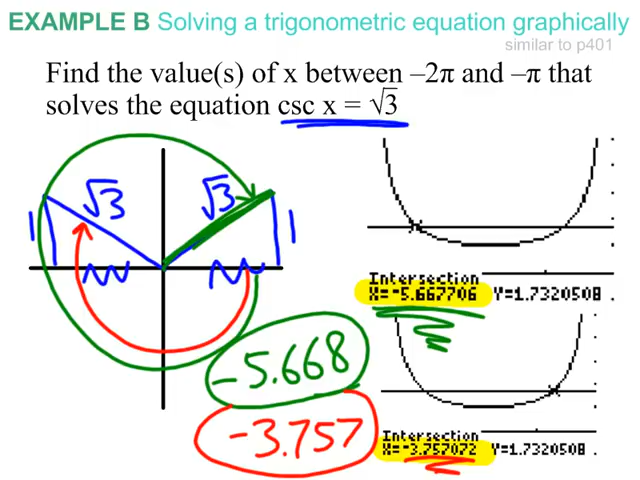 EXAMPLE B Solving a trigonometric equation graphically
similar to p401
Find the value(s) of x between –2π and –π that
solves the equation csc x = √3
√3
√3
1
1
Intersection
X=-5.667706 Y=1.7320508
-5.668
-3.757
Intersection
X=-3.757072 Y=1.7320508